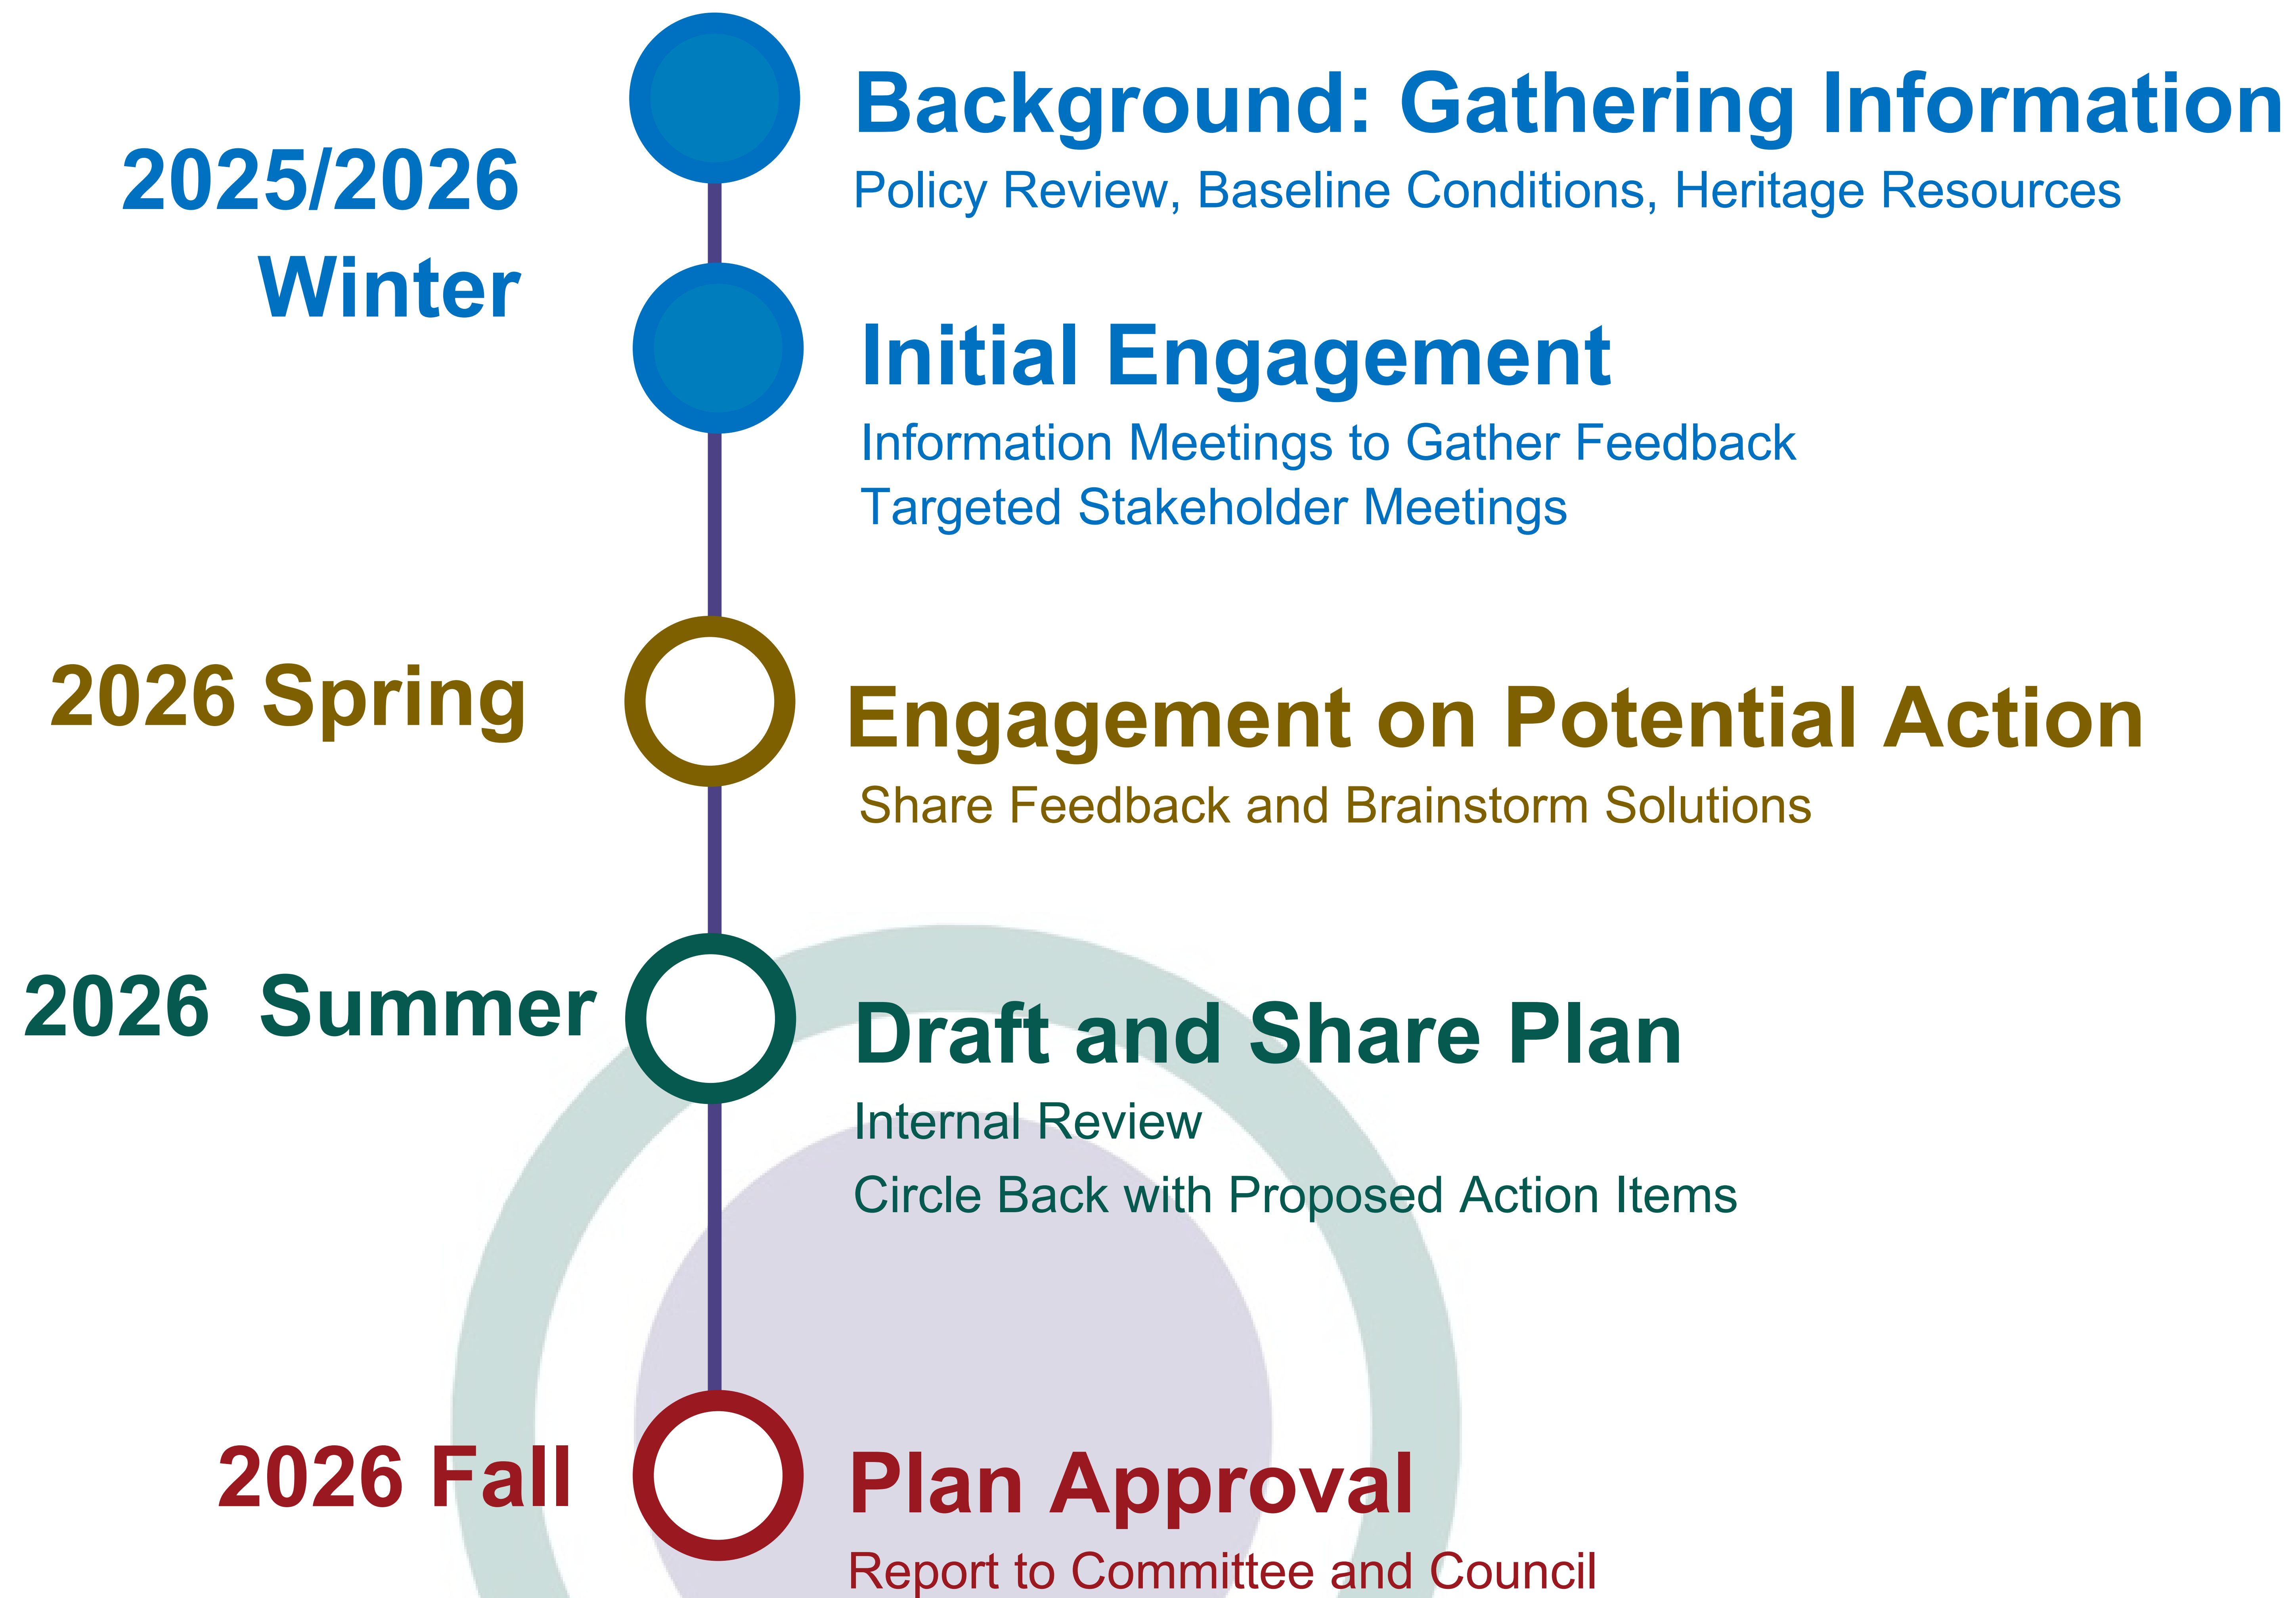 Background: Gathering Information
2025/2026
Policy Review, Baseline Conditions, Heritage Resources
Winter
Initial Engagement
Information Meetings to Gather Feedback
Targeted Stakeholder Meetings
2026 Spring
Engagement on Potential Action
Share Feedback and Brainstorm Solutions
2026 Summer
Draft and Share Plan
Internal Review
Circle Back with Proposed Action Items
2026 Fall
Plan Approval
Report to Committee and Council